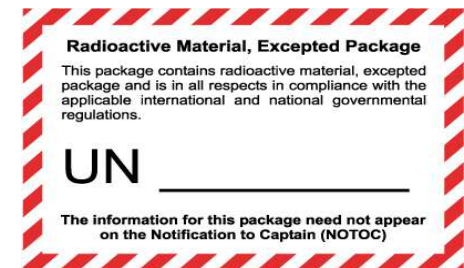 Radioactive Material, Excepted Package
This package contains radioactive material, excepted
package and is in all respects in compliance with the
applicable international and national governmental
regulations.
UN
The information for this package need not appear
on the Notification to Captain (NOTOC)